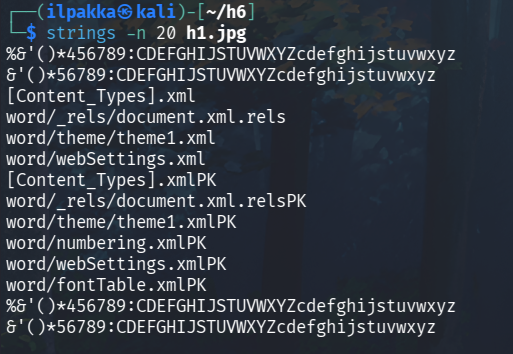 ┌──(ilpakka㉿kali)-[~/h6]
└─$ strings -n 20 h1.jpg
%&'()*456789:CDEFGHIJSTUVWXYZcdefghijstuvwxyz
&'()*56789:CDEFGHIJSTUVWXYZcdefghijstuvwxyz
[Content_Types].xml
word/_rels/document.xml.rels
word/theme/theme1.xml
word/webSettings.xml
[Content_Types].xmlPK
word/_rels/document.xml.relsPK
word/theme/theme1.xmlPK
word/numbering.xmlPK
word/webSettings.xmlPK
word/fontTable.xmlPK
%&'()*456789:CDEFGHIJSTUVWXYZcdefghijstuvwxyz
&'()*56789:CDEFGHIJSTUVWXYZcdefghijstuvwxyz